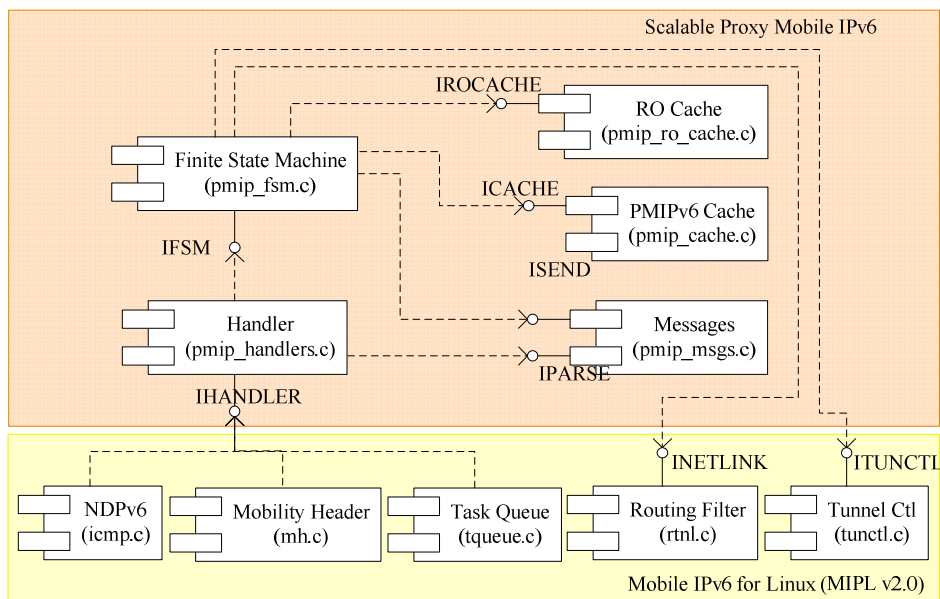 Scalable Proxy Mobile IPv6
IROCACHE
RO Cache
(pmip_ro_cache.c)
Finite State Machine
(pmip_fsm.c)
ICACHE
PMIPv6 Cache
(pmip_cache.c)
IFSM
ISEND
Handler
(pmip_handlers.c)
Messages
(pmip_msgs.c)
IPARSE
IHANDLER
INETLINK
ITUNCTL
NDPv6
(icmp.c)
Mobility Header
(mh.c)
Task Queue
(tqueue.c)
Routing Filter
(rtnl.c)
Tunnel Ctl
(tunctl.c)
Mobile IPv6 for Linux (MIPL v2.0)